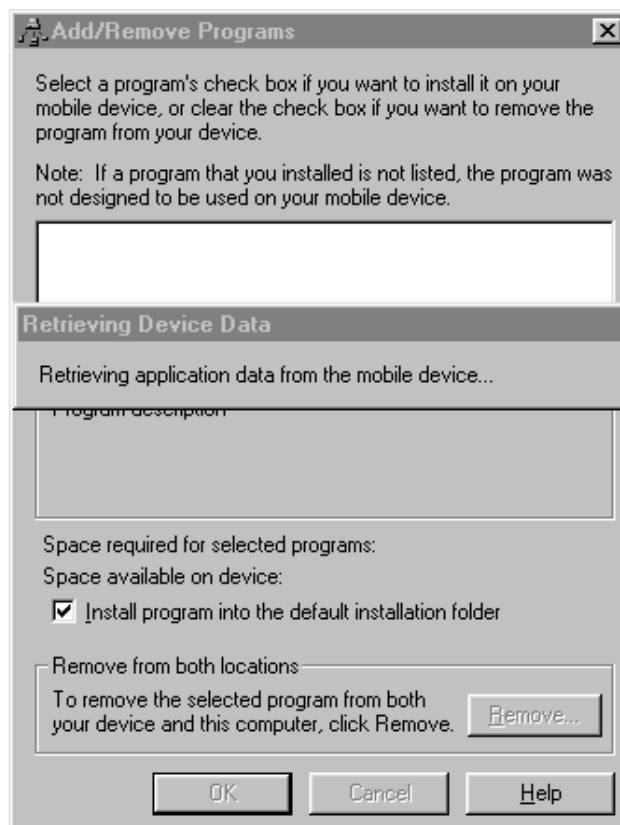 Add/Remove Programs
Select a program's check box if you want to install it on your
mobile device, or clear the check box if you want to remove the
program from your device.
Note: If a program that you installed is not listed, the program was
not designed to be used on your mobile device.
Retrieving Device Data
Retrieving application data from the mobile device...
Program description
Space required for selected programs:
Space available on device:
Install program into the default installation folder
Remove from both locations
To remove the selected program from both
your device and this computer, click Remove.
Remove...
OK
Cancel
Help